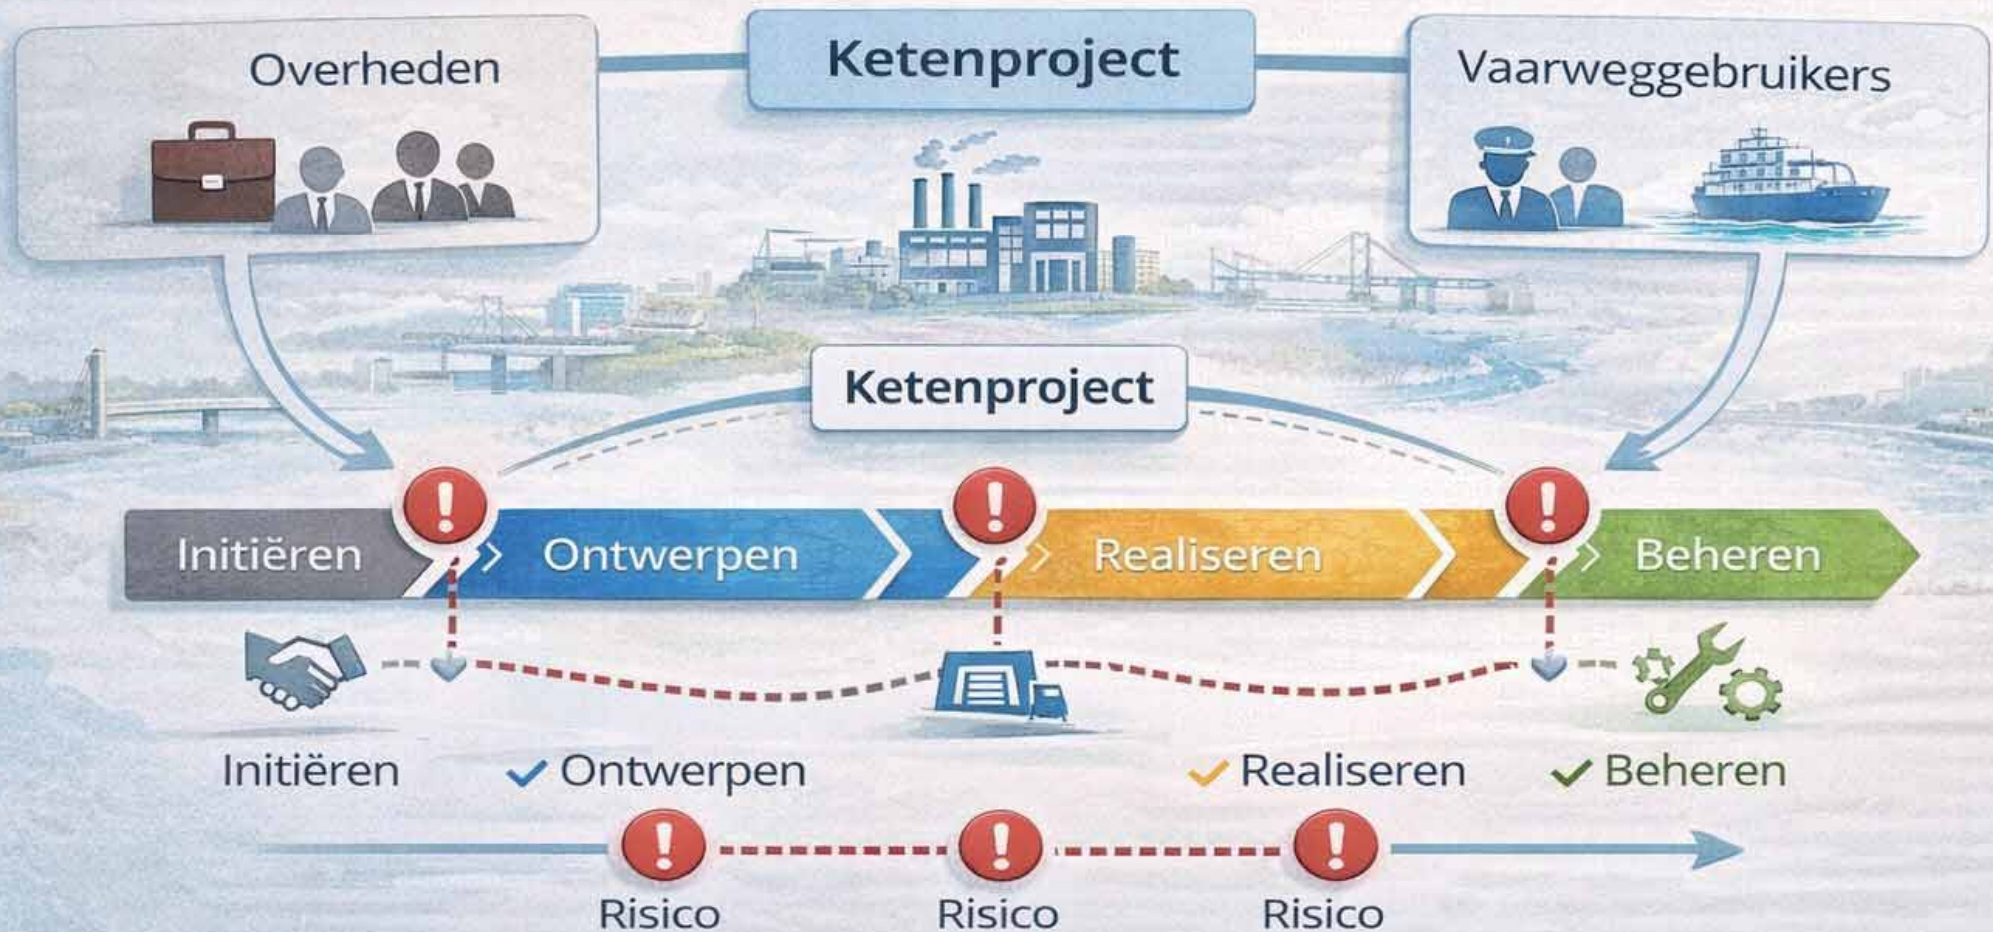 Overheden
Ketenproject
Vaarweggebruikers
Ketenproject
Initiëren
Ontwerpen
Realiseren
Beheren
Initiëren
Ontwerpen
Realiseren
Beheren
Risico
Risico
Risico